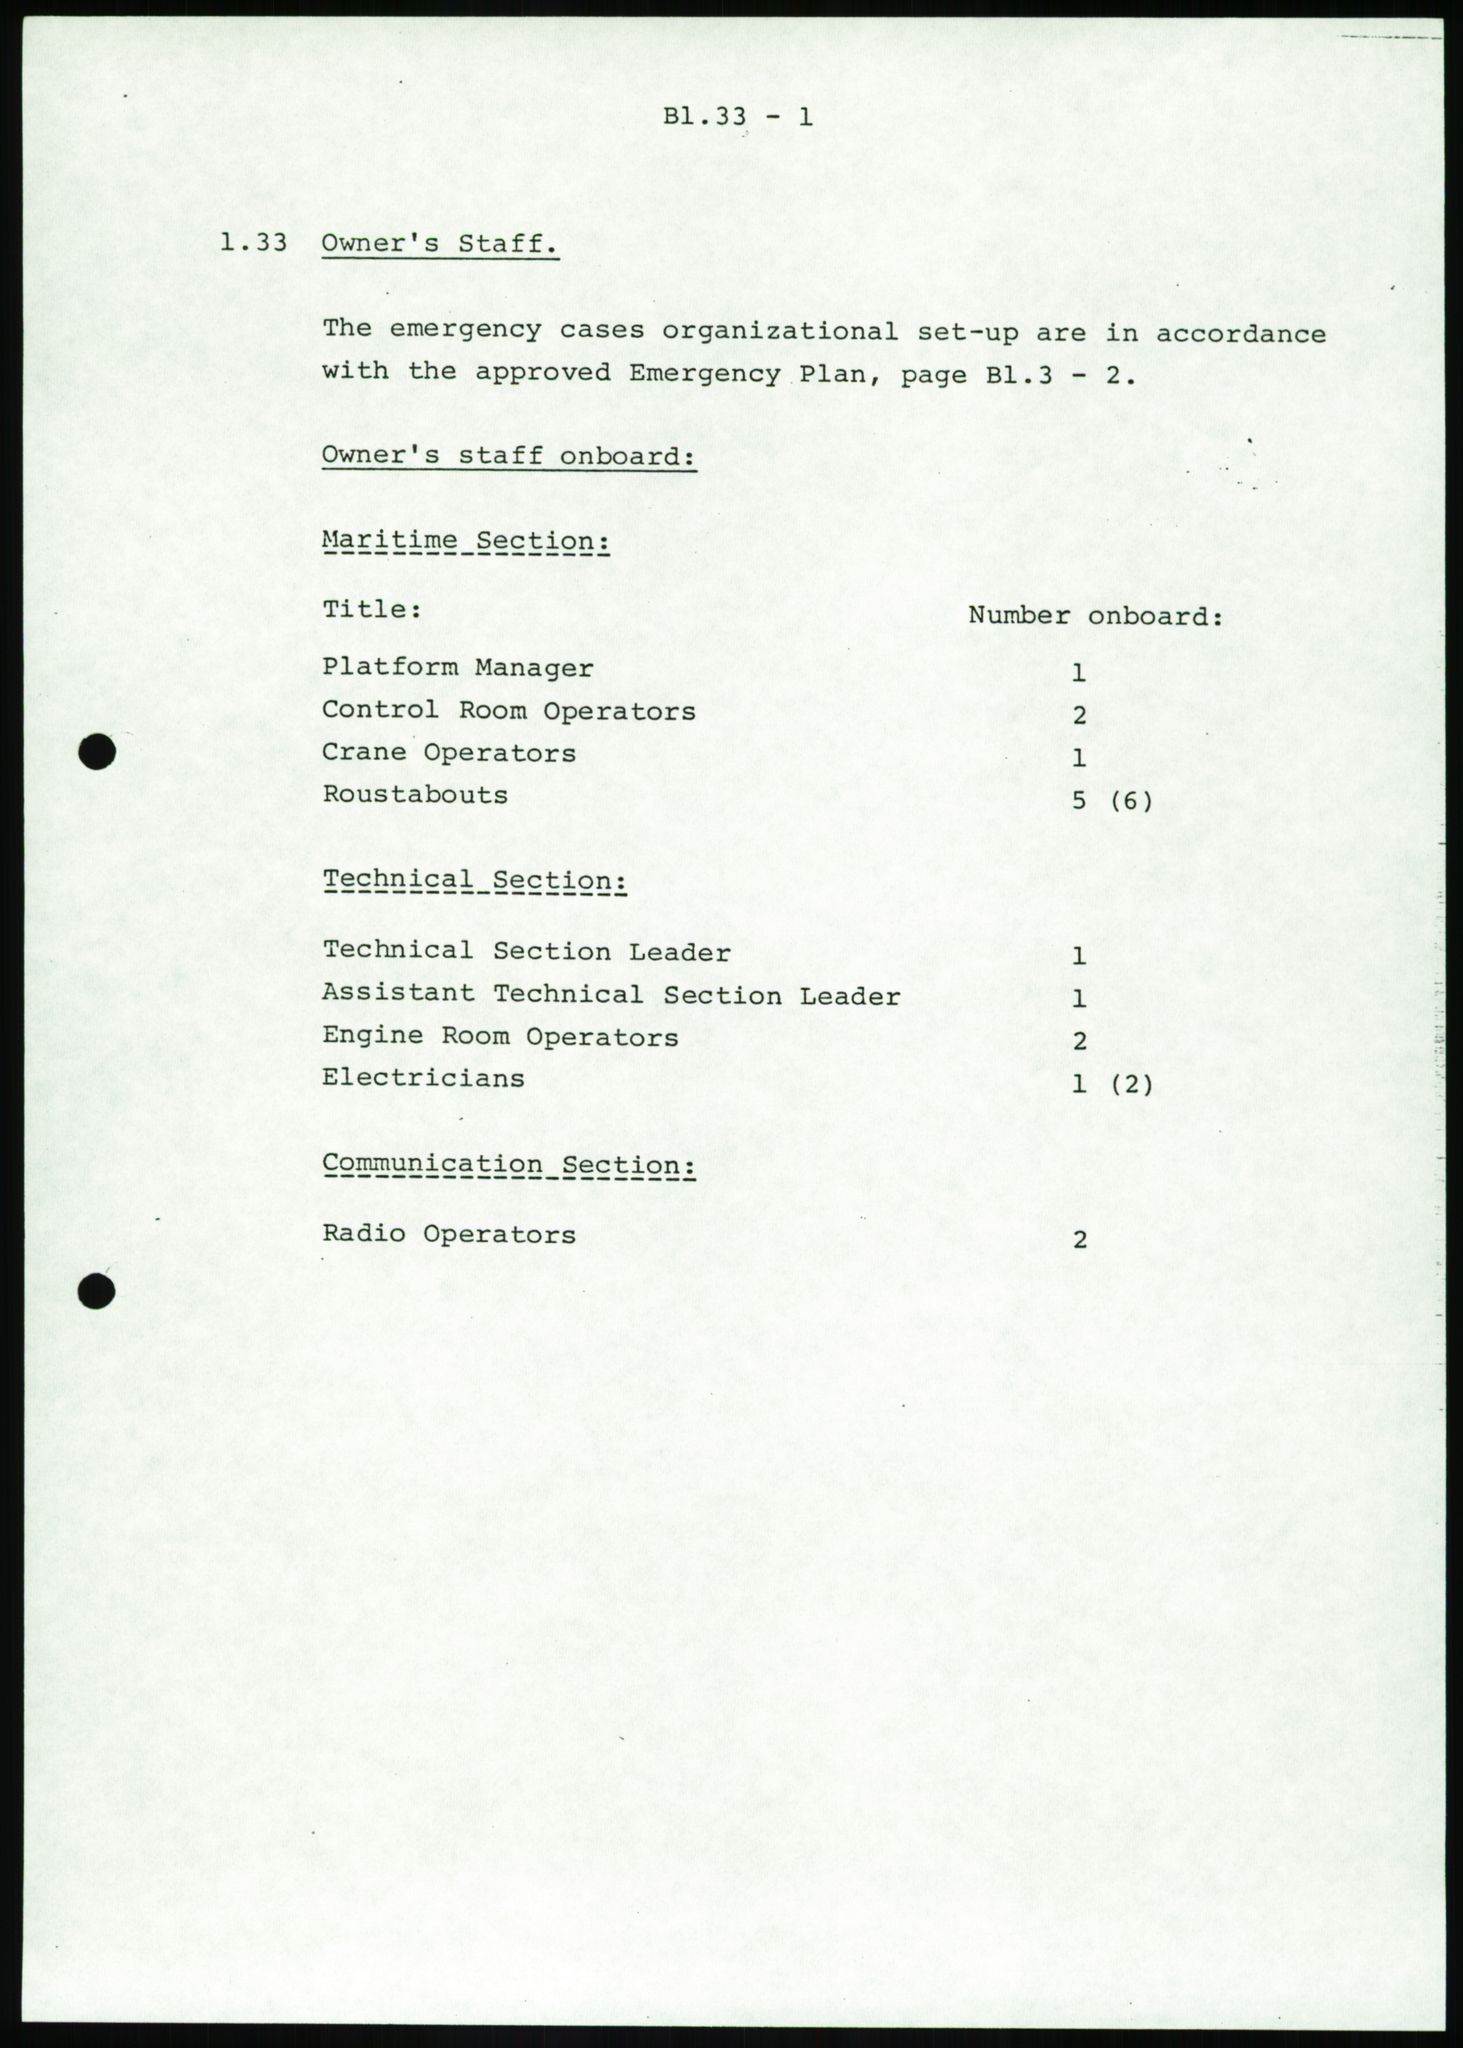 B1.33 - 1
1.33 Owner's Staff.
The emergency cases organizational set-up are in accordance
with the approved Emergency Plan, page B1.3 - 2.
Owner's staff onboard:
Maritime Section:
Title: Number onboard:
Platform Manager 1
Control Room Operators 2
Crane Operators 1
Roustabouts 5 (6)
Technical Section:
Technical Section Leader 1
Assistant Technical Section Leader 1
Engine Room Operators 2
Electricians 1 (2)
Communication Section:
Radio Operators 2